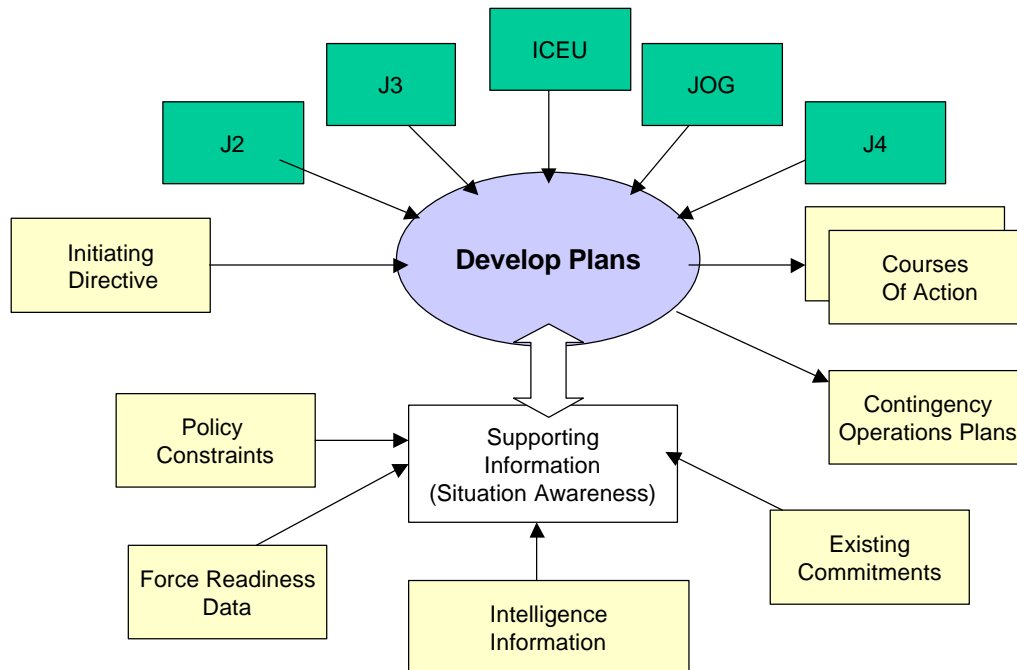 ICEU
J3
JOG
J2
J4
Initiating
Directive
Develop Plans
Courses
Of Action
Policy
Constraints
Supporting
Information
(Situation Awareness)
Contingency
Operations Plans
Force Readiness
Data
Intelligence
Information
Existing
Commitments